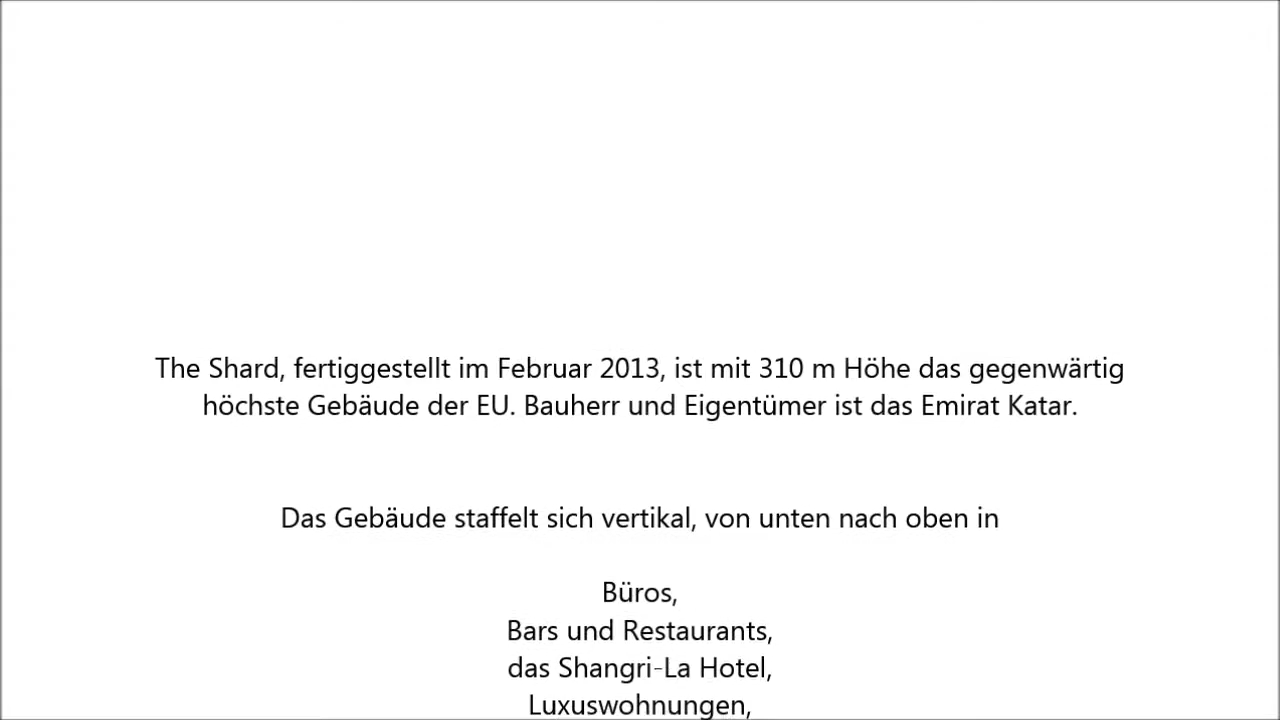 The Shard, fertiggestellt im Februar 2013, ist mit 310 m Höhe das gegenwärtig
höchste Gebäude der EU. Bauherr und Eigentümer ist das Emirat Katar.
Das Gebäude staffelt sich vertikal, von unten nach oben in
Büros,
Bars und Restaurants,
das Shangri-La Hotel,
Luxuswohnungen,